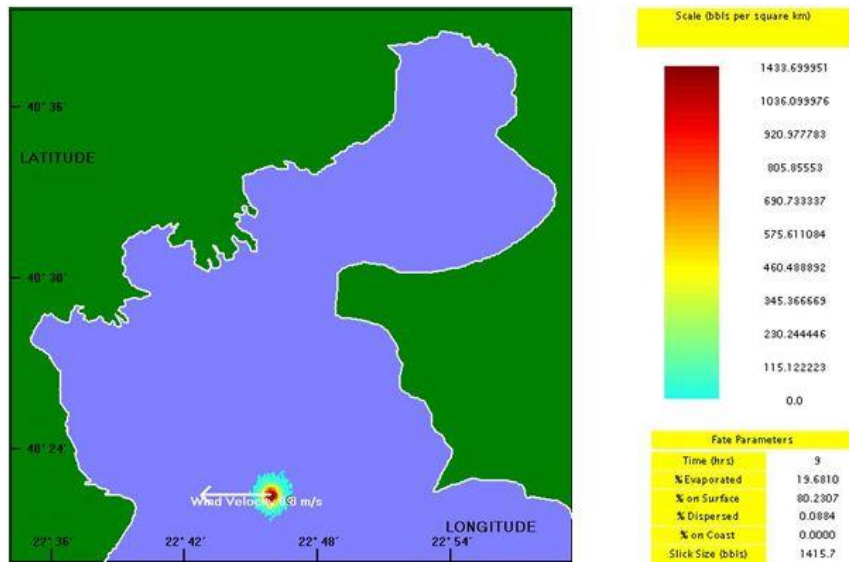 Scale (bbls per square km)
1433.699951
1036.099976
920.977783
805.85553
690.733337
575.611084
460.488892
345.366669
230.244446
115.122223
0.0
40° 36'
LATITUDE
40° 30'
40° 24'
Wind Velocity m/s
LONGITUDE
22° 36'
22° 42'
22° 48'
22° 54'
Fate Parameters
Time (hrs) 9
% Evaporated 19.6810
% on Surface 80.2307
% Dispersed 0.0884
% on Coast 0.0000
Slick Size (bbls) 1415.7